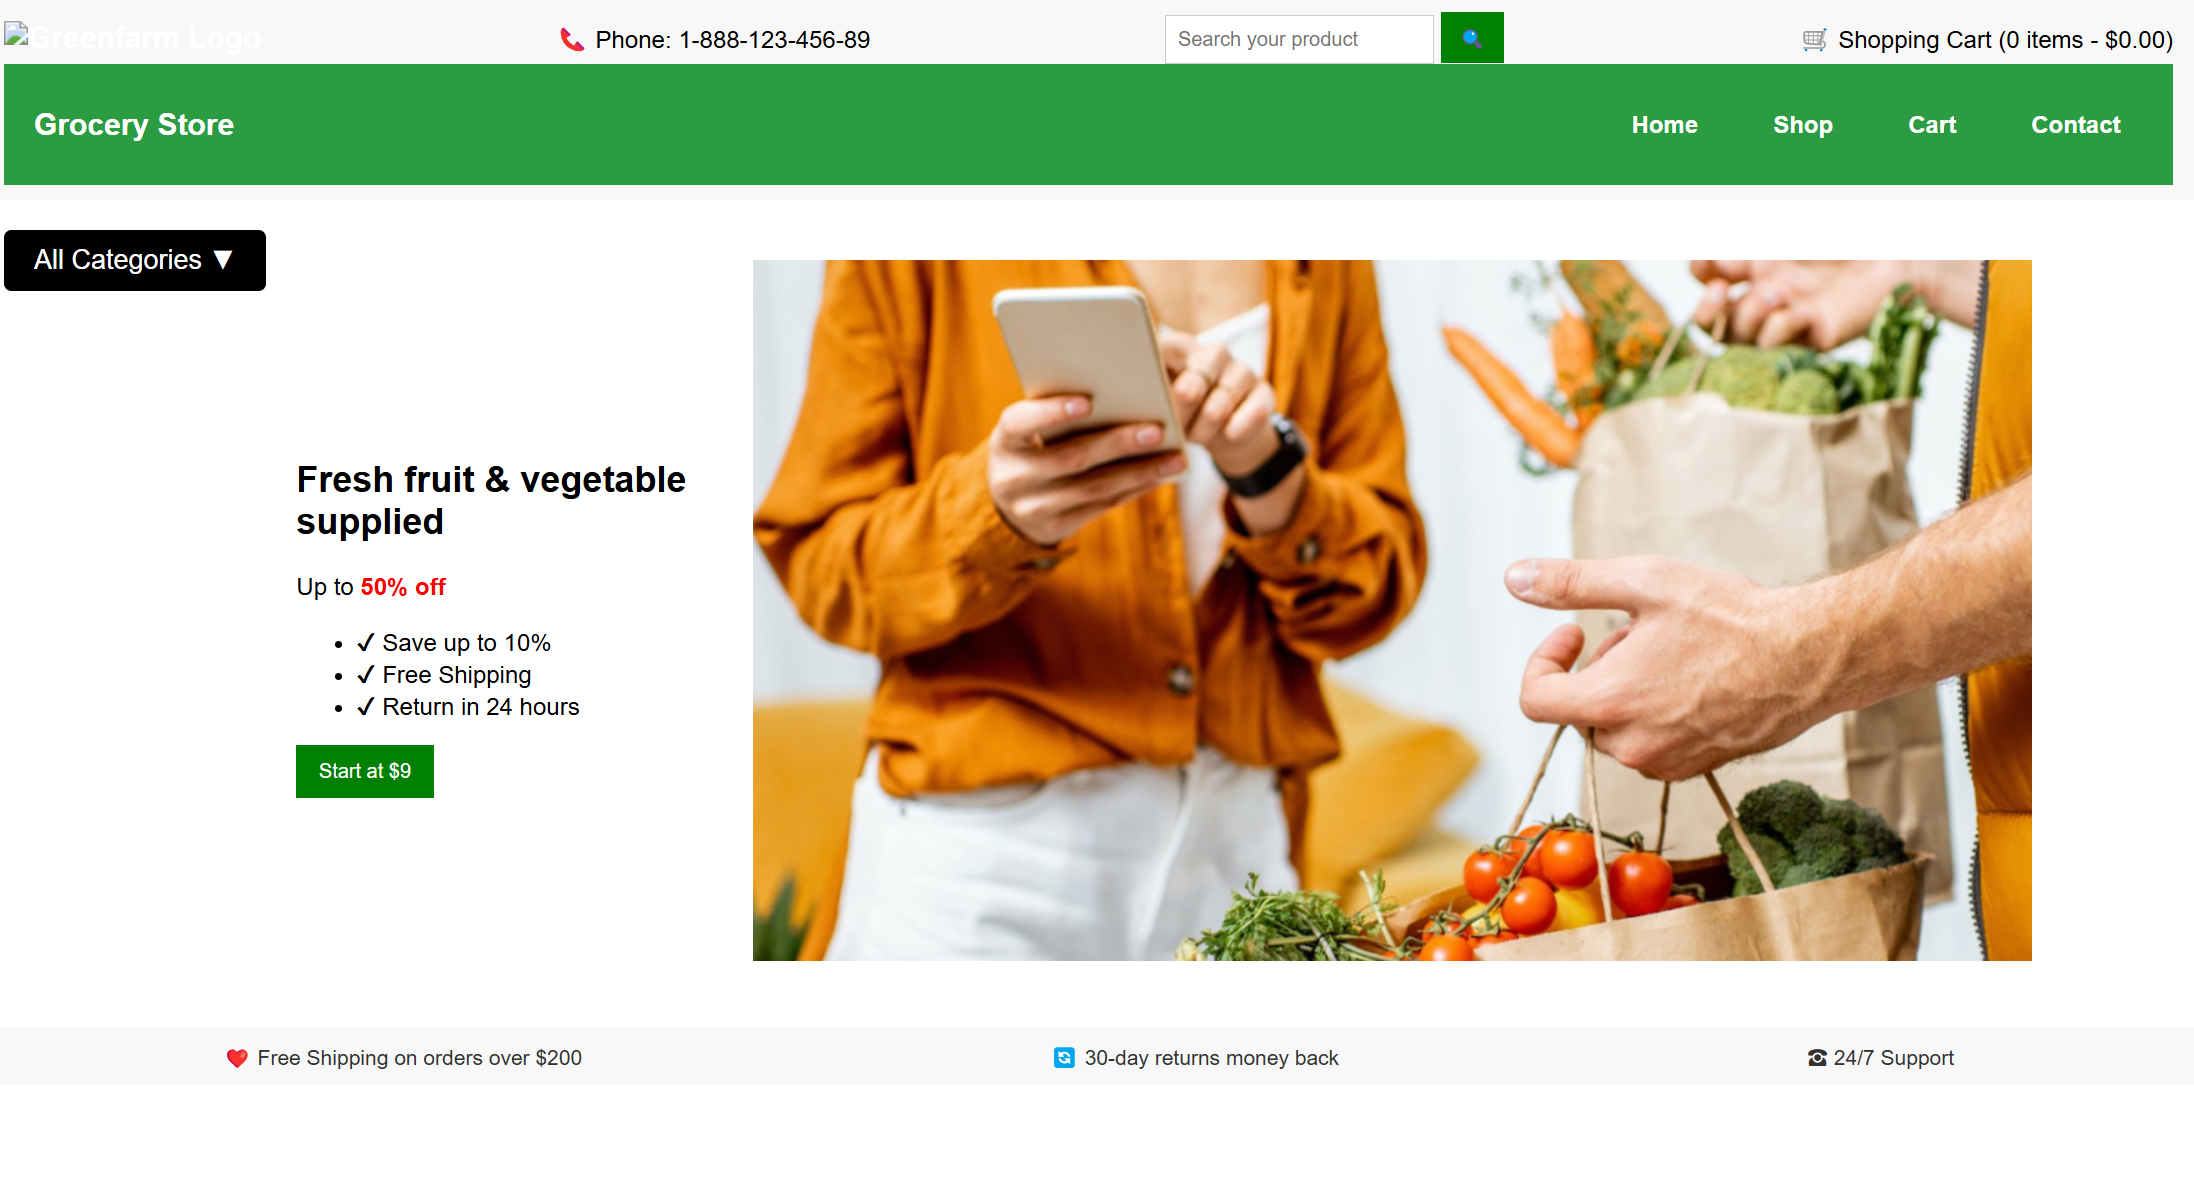 Greenfarm Logo
📞 Phone: 1-888-123-456-89
Search your product
🔍
🛒 Shopping Cart (0 items - $0.00)
Grocery Store
Home
Shop
Cart
Contact
All Categories ▼
Fresh fruit & vegetable
supplied
Up to 50% off
• ✔ Save up to 10%
• ✔ Free Shipping
• ✔ Return in 24 hours
Start at $9
❤️ Free Shipping on orders over $200
🔄 30-day returns money back
☎ 24/7 Support